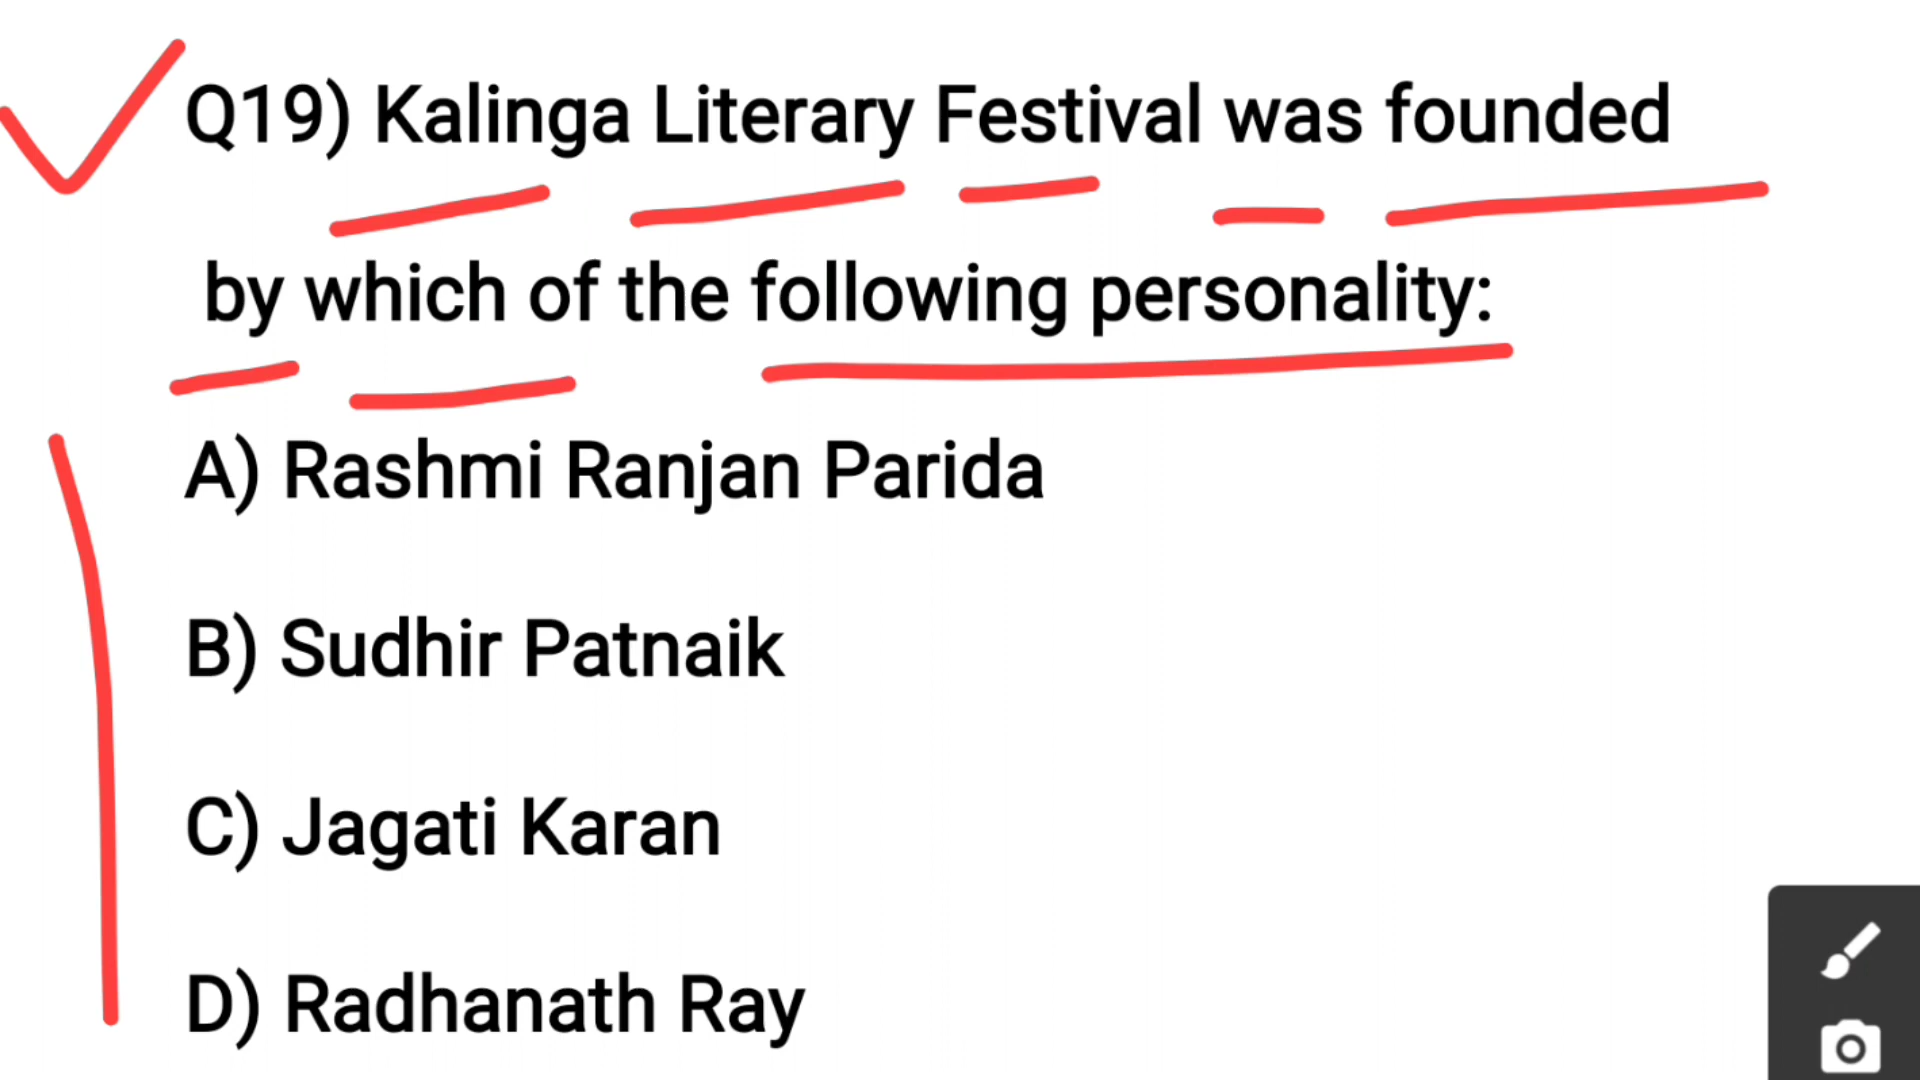 Q19) Kalinga Literary Festival was founded
by which of the following personality:
A) Rashmi Ranjan Parida
B) Sudhir Patnaik
C) Jagati Karan
D) Radhanath Ray